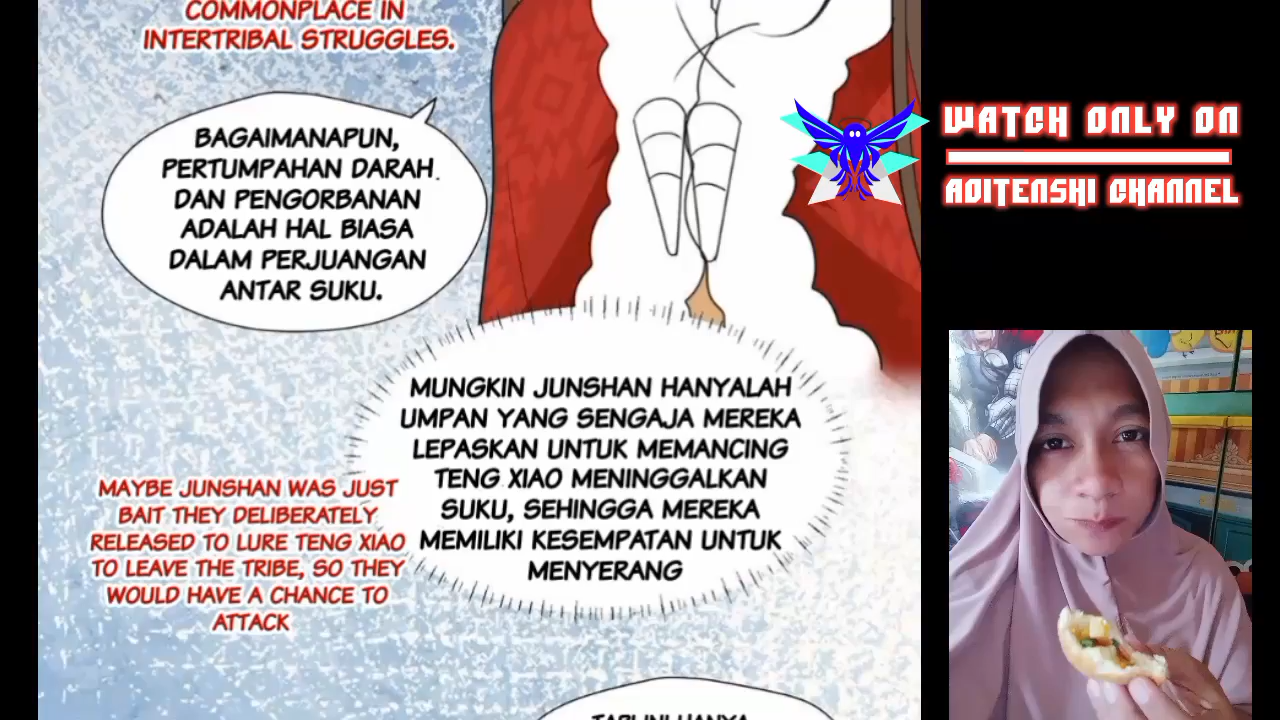 COMMONPLACE IN
INTERTRIBAL STRUGGLES.
BAGAIMANAPUN,
PERTUMPAHAN DARAH
DAN PENGORBANAN
ADALAH HAL BIASA
DALAM PERJUANGAN
ANTAR SUKU.
WATCH ONLY ON
AOITENSHI CHANNEL
MUNGKIN JUNSHAN HANYALAH
UMPAN YANG SENGAJA MEREKA
LEPASKAN UNTUK MEMANCING
TENG XIAO MENINGGALKAN
SUKU, SEHINGGA MEREKA
MEMILIKI KESEMPATAN UNTUK
MENYERANG
MAYBE JUNSHAN WAS JUST
BAIT THEY DELIBERATELY
RELEASED TO LURE TENG XIAO
TO LEAVE THE TRIBE, SO THEY
WOULD HAVE A CHANCE TO
ATTACK